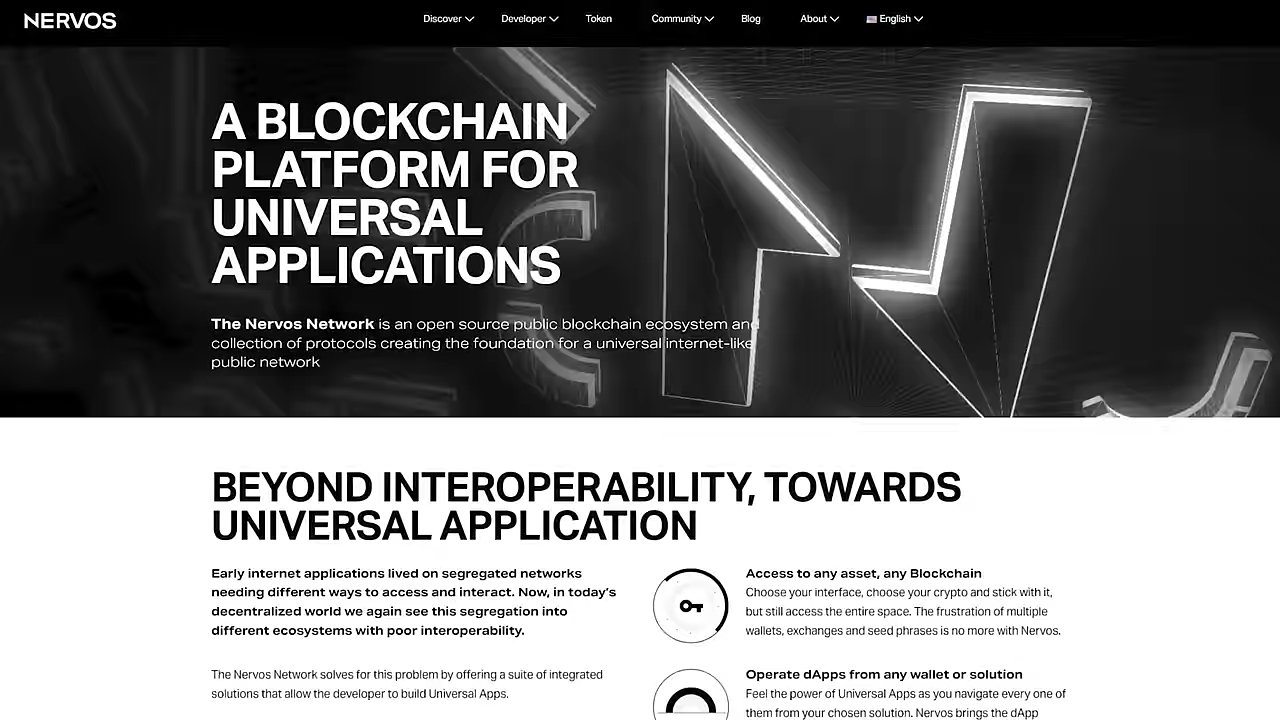 NERVOS
Discover
Developer
Token
Community
Blog
About
English
A BLOCKCHAIN
PLATFORM FOR
UNIVERSAL
APPLICATIONS
The Nervos Network is an open source public blockchain ecosystem and
collection of protocols creating the foundation for a universal internet-like
public network
BEYOND INTEROPERABILITY, TOWARDS
UNIVERSAL APPLICATION
Early internet applications lived on segregated networks
needing different ways to access and interact. Now, in today's
decentralized world we again see this segregation into
different ecosystems with poor interoperability.
The Nervos Network solves for this problem by offering a suite of integrated
solutions that allow the developer to build Universal Apps.
Access to any asset, any Blockchain
Choose your interface, choose your crypto and stick with it,
but still access the entire space. The frustration of multiple
wallets, exchanges and seed phrases is no more with Nervos.
Operate dApps from any wallet or solution
Feel the power of Universal Apps as you navigate every one of
them from your chosen solution. Nervos brings the dApp